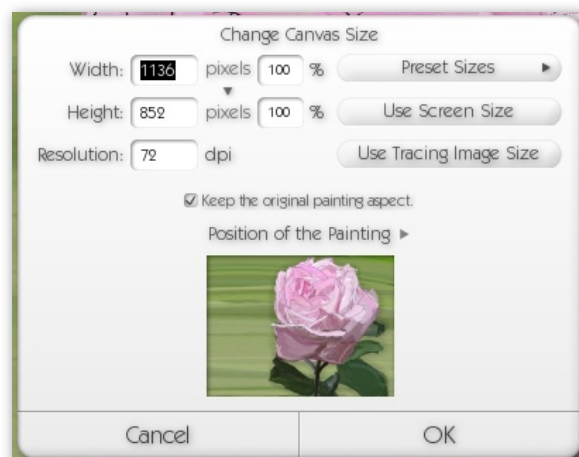 Change Canvas Size
Width: 1136 pixels 100 % Preset Sizes
Height: 852 pixels 100 % Use Screen Size
Resolution: 72 dpi Use Tracing Image Size
Keep the original painting aspect.
Position of the Painting
Cancel OK